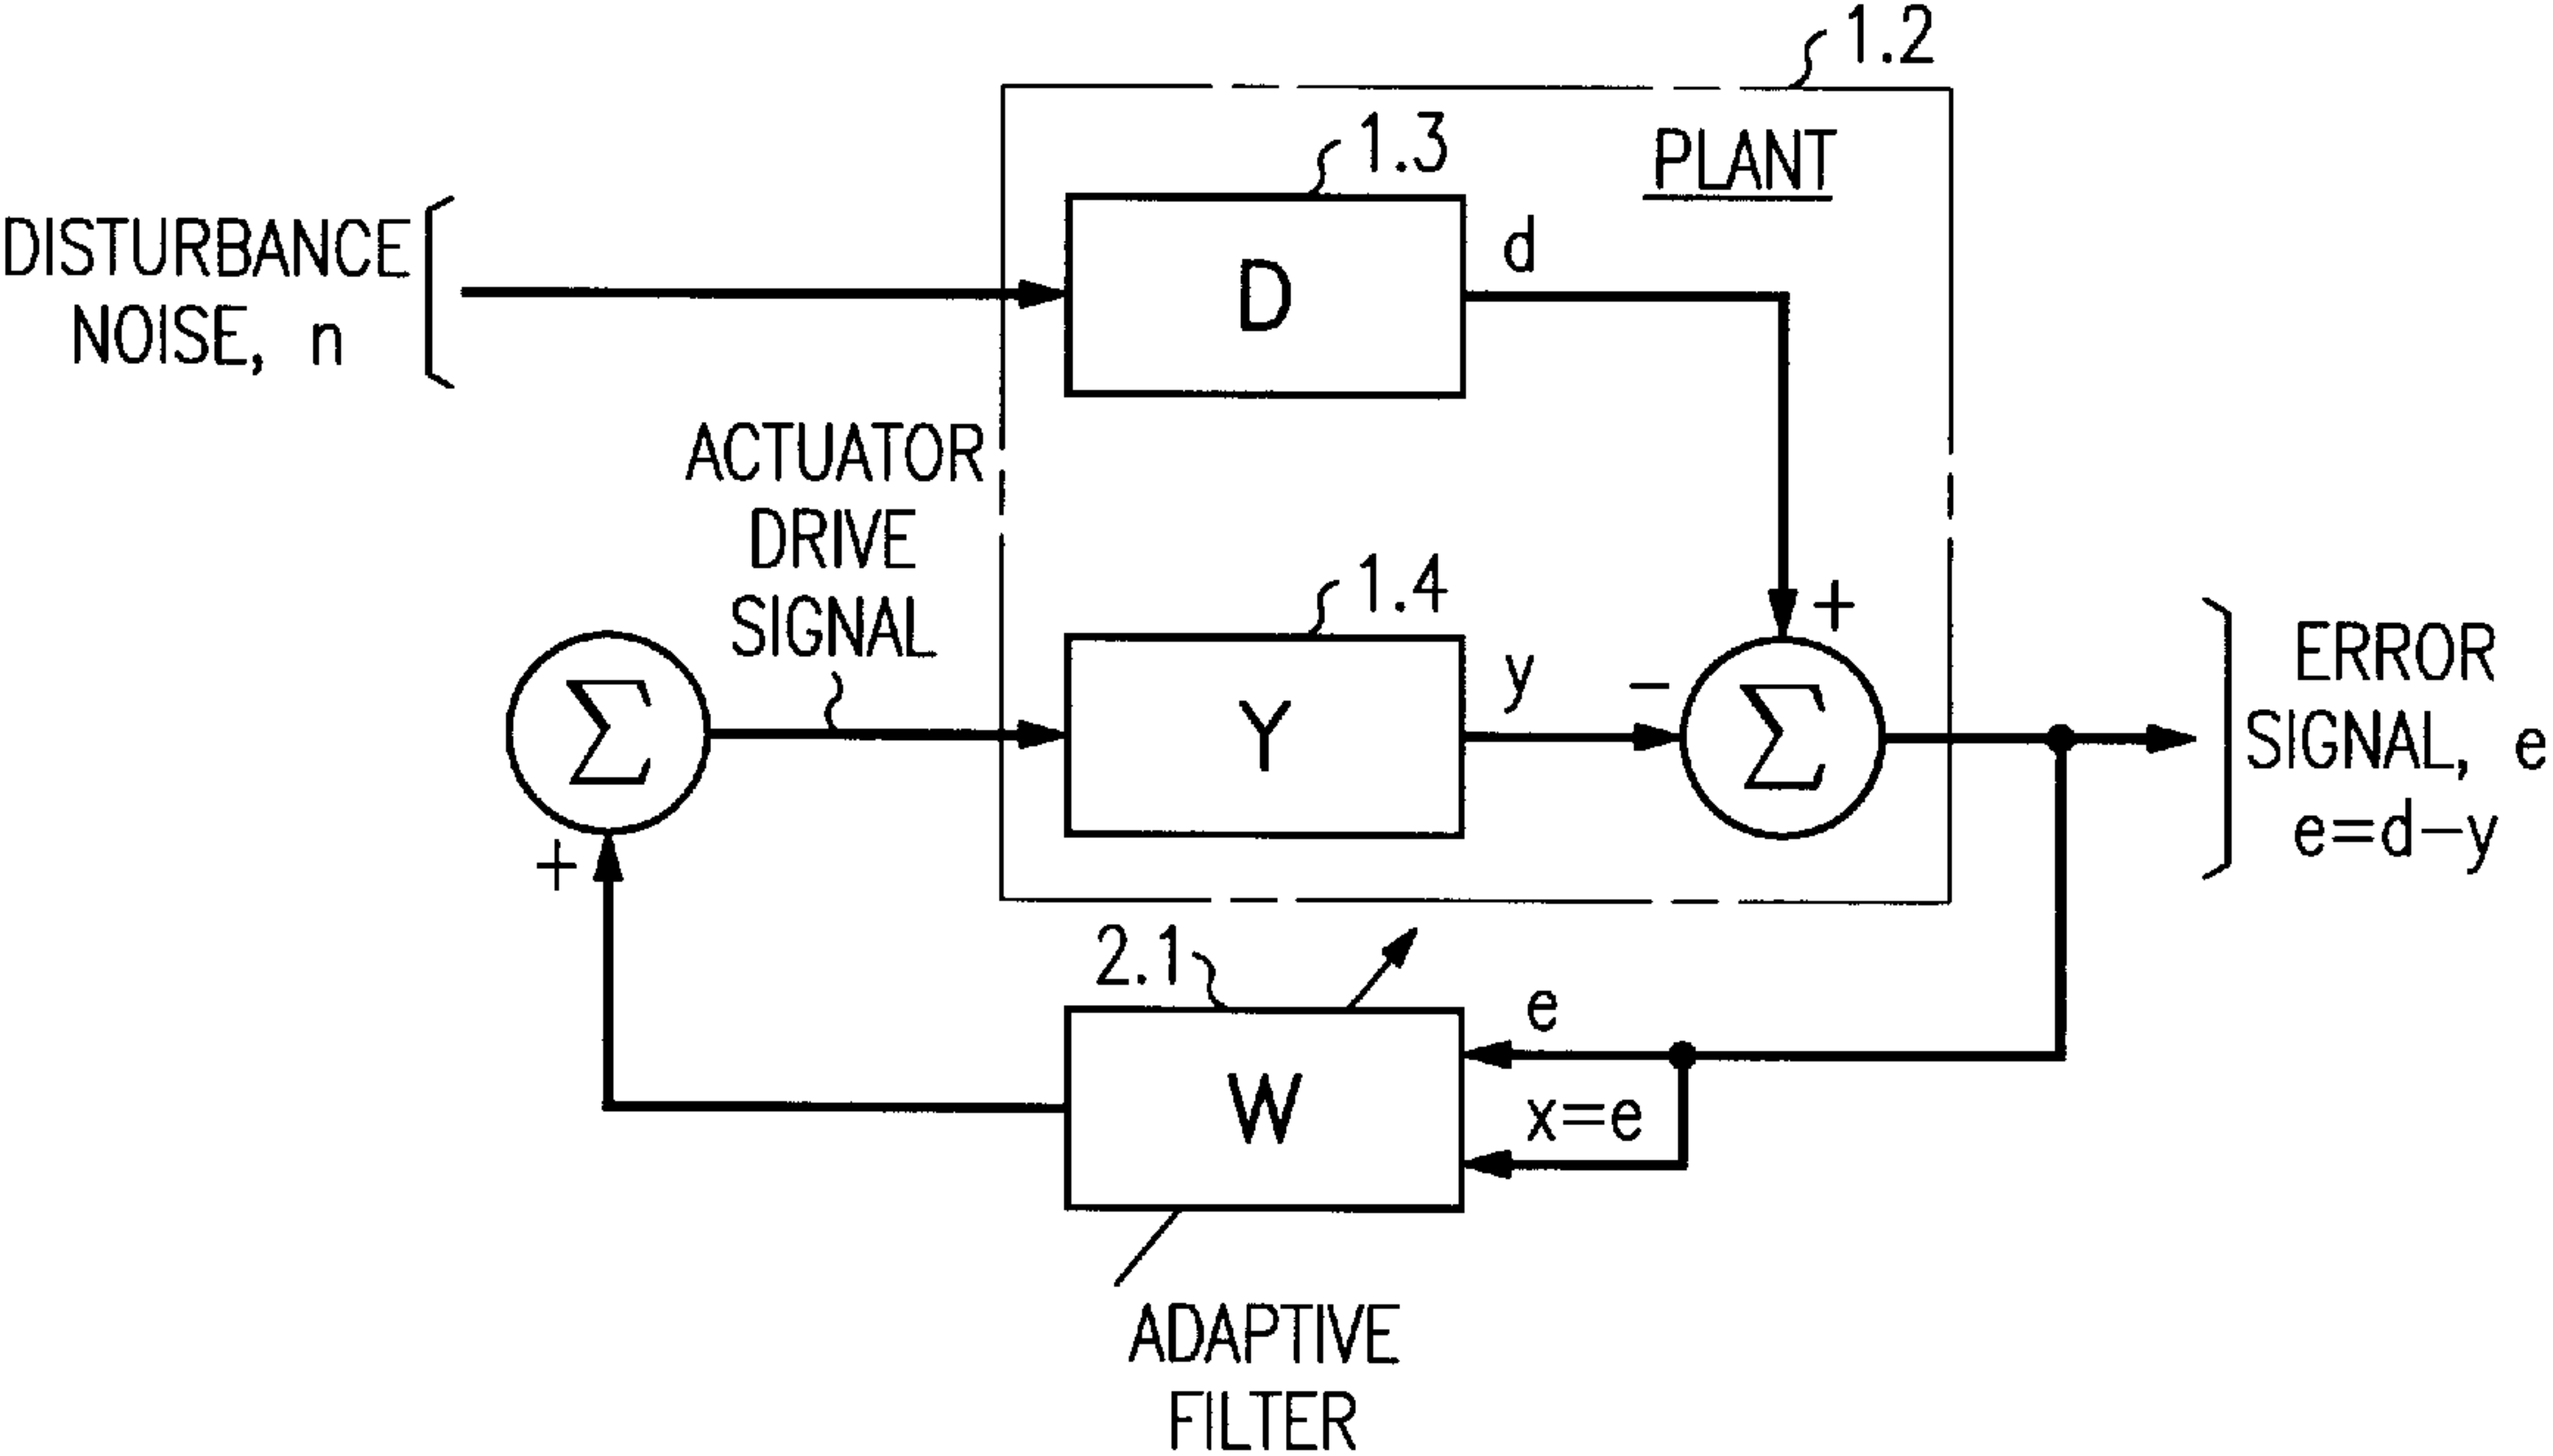 1.2
PLANT
1.3
DISTURBANCE
NOISE, n
D
d
ACTUATOR
DRIVE
SIGNAL
1.4
+
Σ
Y
y
−
Σ
ERROR
SIGNAL, e
e=d−y
+
2.1
W
e
x=e
ADAPTIVE
FILTER